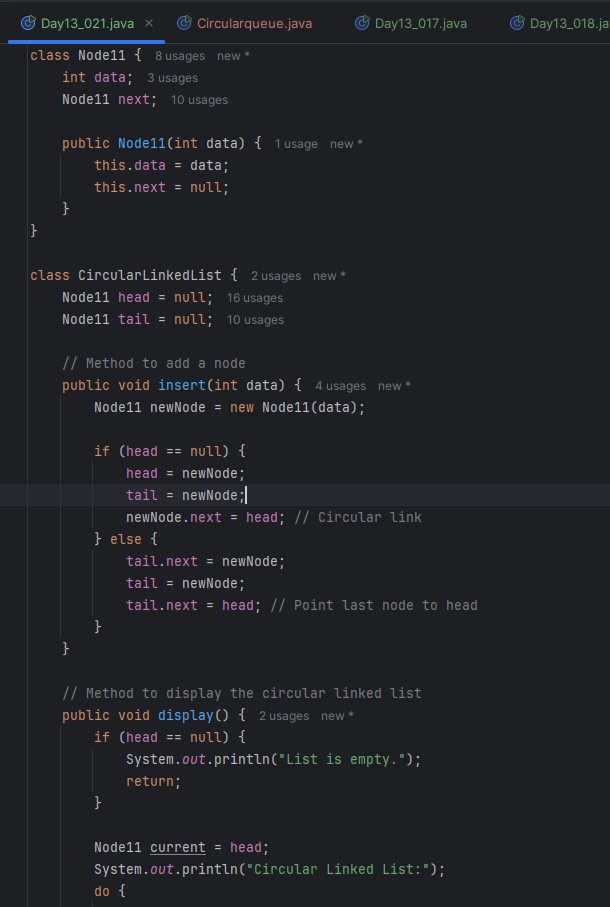 Day13_021.java Circularqueue.java Day13_017.java Day13_018.ja
class Node11 { 8 usages new *
int data; 3 usages
Node11 next; 10 usages
public Node11(int data) { 1 usage new *
this.data = data;
this.next = null;
}
}
class CircularLinkedList { 2 usages new *
Node11 head = null; 16 usages
Node11 tail = null; 10 usages
// Method to add a node
public void insert(int data) { 4 usages new *
Node11 newNode = new Node11(data);
if (head == null) {
head = newNode;
tail = newNode;
newNode.next = head; // Circular link
} else {
tail.next = newNode;
tail = newNode;
tail.next = head; // Point last node to head
}
}
// Method to display the circular linked list
public void display() { 2 usages new *
if (head == null) {
System.out.println("List is empty.");
return;
}
Node11 current = head;
System.out.println("Circular Linked List:");
do {